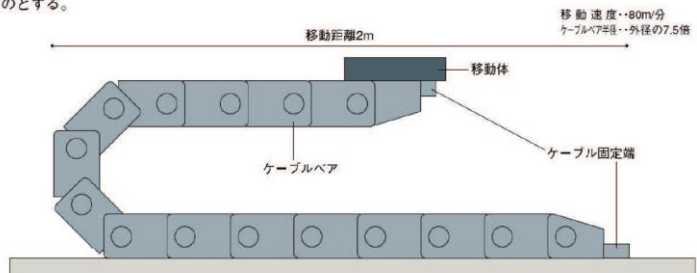 のとする。
移動速度‥80m/分
ケーブルベア半径‥外径の7.5倍
移動距離2m
移動体
ケーブルベア
ケーブル固定端